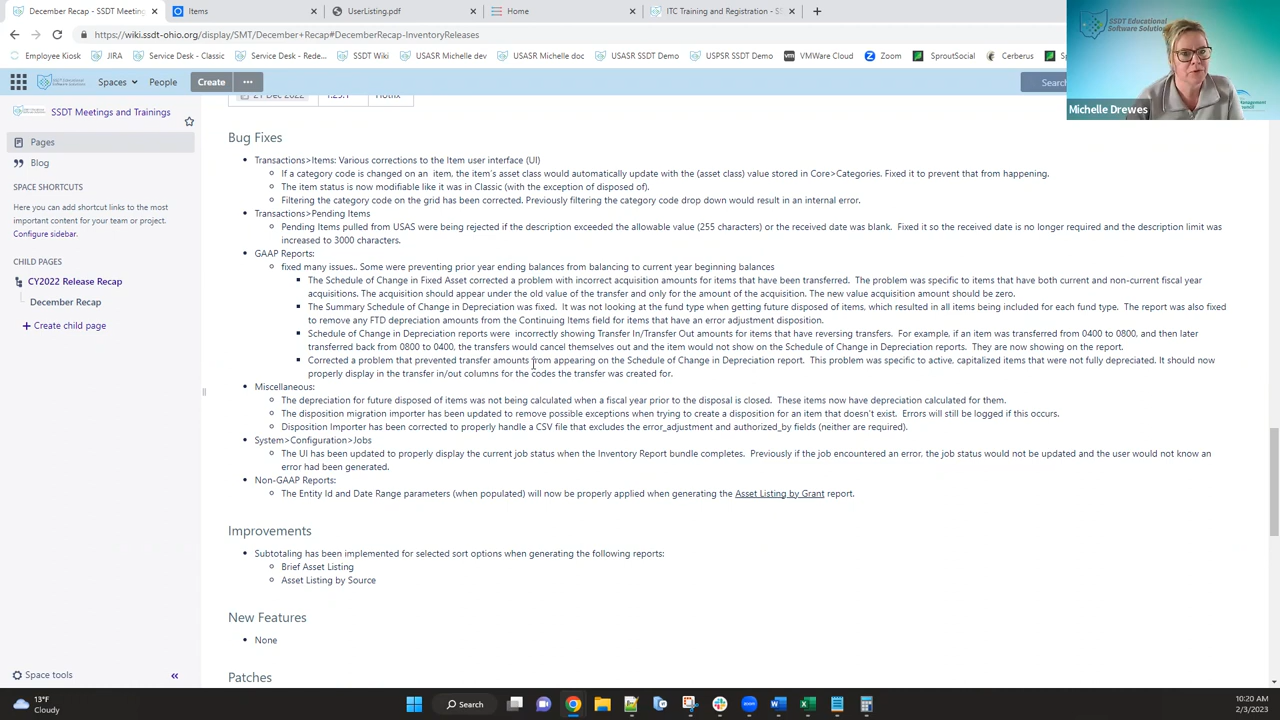 December Recap - SSDT Meetings
Items
UserListing.pdf
Home
ITC Training and Registration - SSD
https://wiki.ssdt-ohio.org/display/SMT/December+Recap#DecemberRecap-InventoryReleases
Employee Kiosk
JIRA
Service Desk - Classic
Service Desk - Rede...
SSDT Wiki
USASR Michelle dev
USASR Michelle doc
USASR SSDT Demo
USPSR SSDT Demo
VMWare Cloud
Zoom
SproutSocial
Cerberus
Spaces
People
Create
Search
Michelle Drewes
SSDT Educational
Software Solutions
Management
Council
SSDT Meetings and Trainings
Pages
Blog
SPACE SHORTCUTS
Here you can add shortcut links to the most
important content for your team or project.
Configure sidebar.
CHILD PAGES
CY2022 Release Recap
December Recap
+ Create child page
Space tools
21 Dec 2022
1.29.1
Hotfix
Bug Fixes
Transactions>Items: Various corrections to the Item user interface (UI)
If a category code is changed on an item, the item's asset class would automatically update with the (asset class) value stored in Core>Categories. Fixed it to prevent that from happening.
The item status is now modifiable like it was in Classic (with the exception of disposed of).
Filtering the category code on the grid has been corrected. Previously filtering the category code drop down would result in an internal error.
Transactions>Pending Items
Pending Items pulled from USAS were being rejected if the description exceeded the allowable value (255 characters) or the received date was blank. Fixed it so the received date is no longer required and the description limit was
increased to 3000 characters.
GAAP Reports:
fixed many issues.. Some were preventing prior year ending balances from balancing to current year beginning balances
The Schedule of Change in Fixed Asset corrected a problem with incorrect acquisition amounts for items that have been transferred. The problem was specific to items that have both current and non-current fiscal year
acquisitions. The acquisition should appear under the old value of the transfer and only for the amount of the acquisition. The new value acquisition amount should be zero.
The Summary Schedule of Change in Depreciation was fixed. It was not looking at the fund type when getting future disposed of items, which resulted in all items being included for each fund type. The report was also fixed
to remove any FTD depreciation amounts from the Continuing Items field for items that have an error adjustment disposition.
Schedule of Change in Depreciation reports were incorrectly showing Transfer In/Transfer Out amounts for items that have reversing transfers. For example, if an item was transferred from 0400 to 0800, and then later
transferred back from 0800 to 0400, the transfers would cancel themselves out and the item would not show on the Schedule of Change in Depreciation reports. They are now showing on the report.
Corrected a problem that prevented transfer amounts from appearing on the Schedule of Change in Depreciation report. This problem was specific to active, capitalized items that were not fully depreciated. It should now
properly display in the transfer in/out columns for the codes the transfer was created for.
Miscellaneous:
The depreciation for future disposed of items was not being calculated when a fiscal year prior to the disposal is closed. These items now have depreciation calculated for them.
The disposition migration importer has been updated to remove possible exceptions when trying to create a disposition for an item that doesn't exist. Errors will still be logged if this occurs.
Disposition Importer has been corrected to properly handle a CSV file that excludes the error_adjustment and authorized_by fields (neither are required).
System>Configuration>Jobs
The UI has been updated to properly display the current job status when the Inventory Report bundle completes. Previously if the job encountered an error, the job status would not be updated and the user would not know an
error had been generated.
Non-GAAP Reports:
The Entity Id and Date Range parameters (when populated) will now be properly applied when generating the Asset Listing by Grant report.
Improvements
Subtotaling has been implemented for selected sort options when generating the following reports:
Brief Asset Listing
Asset Listing by Source
New Features
None
Patches
13°F
Cloudy
Search
10:20 AM
2/3/2023